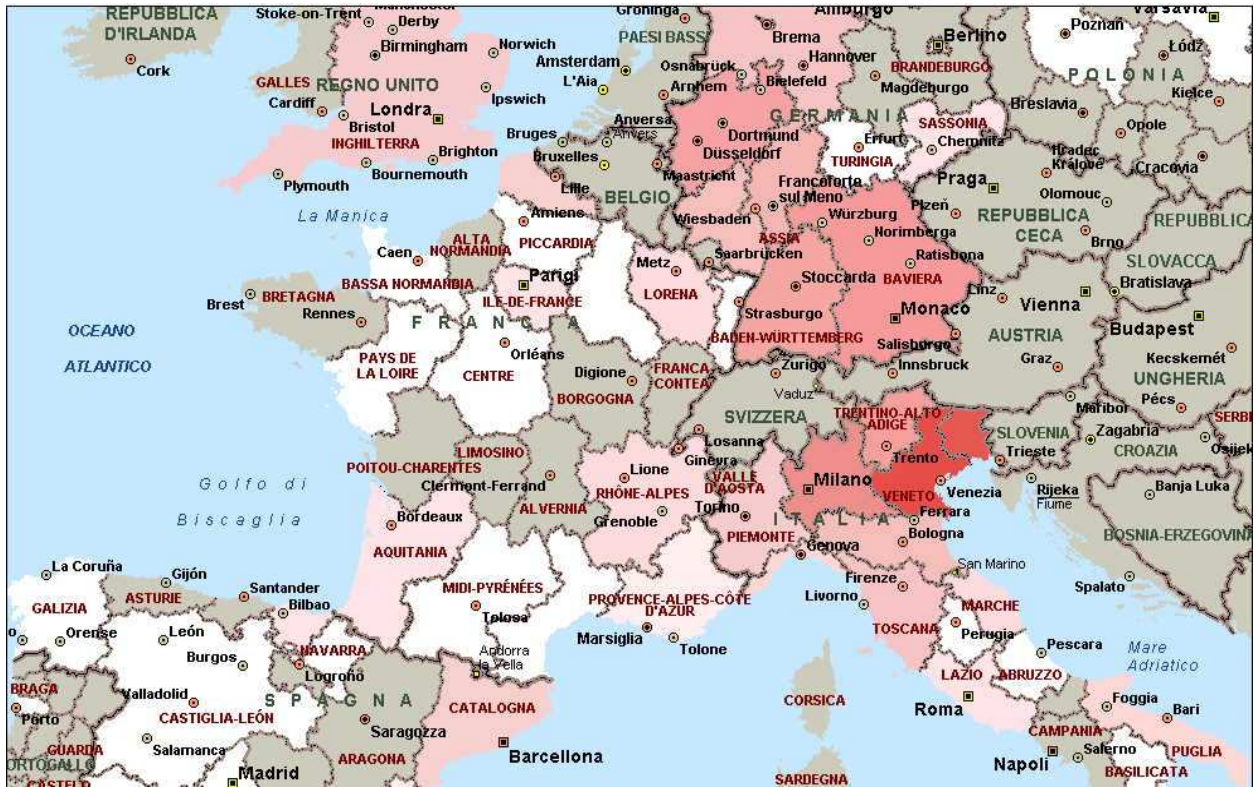 REPUBBLICA
D'IRLANDA
Cork
Stoke-on-Trent
Derby
Birmingham
Norwich
GALLES
REGNO UNITO
Cardiff
Londra
Ipswich
Bristol
INGHILTERRA
Brighton
Bournemouth
Plymouth
La Manica
Groninga
PAESI BASSI
Amsterdam
L'Aia
Arnhem
Anversa
Anvers
Bruges
Bruxelles
Maastricht
Lille
BELGIO
Amburgo
Brema
Hannover
Osnabrück
Bielefeld
Berlino
BRANDEBURGO
Magdeburgo
GERMANIA
Dortmund
Düsseldorf
Erfurt
TURINGIA
SASSONIA
Chemnitz
Francoforte
sul Meno
Wiesbaden
ASSIA
Würzburg
Norimberga
Saarbrücken
Ratisbona
Stoccarda
BAVIERA
Monaco
BADEN-WÜRTTEMBERG
Varsavia
Poznań
Łódź
POLONIA
Kielce
Breslavia
Opole
Cracovia
Hradec
Králové
Praga
Olomouc
Plzeň
REPUBBLICA
CECA
Brno
REPUBBLICA
SLOVACCA
Bratislava
Linz
Vienna
Salisburgo
AUSTRIA
Graz
Innsbruck
Budapest
Kecskemét
UNGHERIA
Pécs
Maribor
SLOVENIA
Zagabria
CROAZIA
Osijek
Trieste
Rijeka
Fiume
Banja Luka
BOSNIA-ERZEGOVINA
Spalato
Amiens
PICCARDIA
ALTA
NORMANDIA
Caen
BASSA NORMANDIA
Parigi
ILE-DE-FRANCE
Metz
LORENA
Strasburgo
Brest
BRETAGNA
Rennes
FRANCIA
Orléans
PAYS DE
LA LOIRE
CENTRE
Digione
BORGOGNA
FRANCA
CONTEA
OCEANO
ATLANTICO
Zurigo
Vaduz
SVIZZERA
Losanna
Ginevra
POITOU-CHARENTES
LIMOSINO
Clermont-Ferrand
ALVERNIA
Lione
RHÔNE-ALPES
Grenoble
Golfo di
Biscaglia
Bordeaux
AQUITANIA
MIDI-PYRÉNÉES
Tolosa
PROVENCE-ALPES-CÔTE
D'AZUR
Marsiglia
Tolone
Andorra
la Vella
TRENTINO-ALTO
ADIGE
Trento
Milano
VENETO
Venezia
VALLE
D'AOSTA
Torino
PIEMONTE
ITALIA
Ferrara
Bologna
Genova
San Marino
Firenze
Livorno
TOSCANA
MARCHE
Perugia
Pescara
Mare
Adriatico
LAZIO
ABRUZZO
Roma
Foggia
Bari
CAMPANIA
Napoli
Salerno
PUGLIA
BASILICATA
CORSICA
SARDEGNA
La Coruña
Gijón
Santander
Bilbao
GALIZIA
ASTURIE
Orense
León
Burgos
NAVARRA
Logroño
BRAGA
Porto
Valladolid
SPAGNA
CASTIGLIA-LEÓN
CATALOGNA
Saragozza
Barcellona
GUARDA
Salamanca
Madrid
ARAGONA